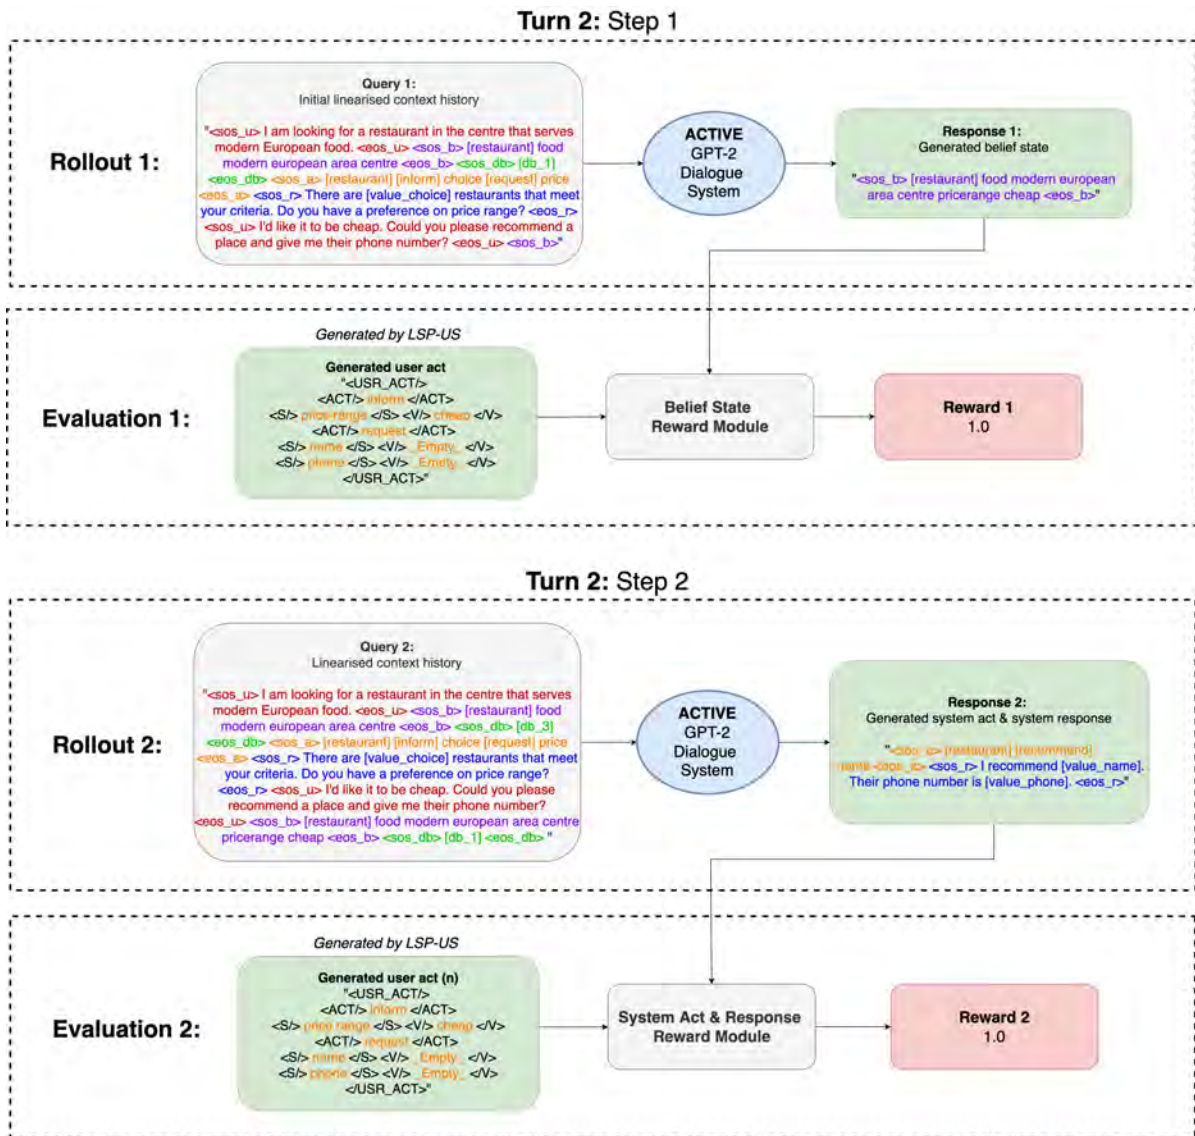 Turn 2: Step 1
Rollout 1:
Query 1:
Initial linearised context history
"<sos_u> I am looking for a restaurant in the centre that serves
modern European food. <eos_u> <sos_b> [restaurant] food
modern european area centre <eos_b> <sos_db> [db_1]
<eos_db> <sos_a> [restaurant] [inform] choice [request] price
<eos_a> <sos_r> There are [value_choice] restaurants that meet
your criteria. Do you have a preference on price range? <eos_r>
<sos_u> I'd like it to be cheap. Could you please recommend a
place and give me their phone number? <eos_u> <sos_b>"
ACTIVE
GPT-2
Dialogue
System
Response 1:
Generated belief state
"<sos_b> [restaurant] food modern european
area centre pricerange cheap <eos_b>"
Evaluation 1:
Generated by LSP-US
Generated user act
"<USR_ACT/>
<ACT/> inform </ACT>
<S/> price-range </S> <V/> cheap </V>
<ACT/> request </ACT>
<S/> name </S> <V/> _Empty_ </V>
<S/> phone </S> <V/> _Empty_ </V>
</USR_ACT>"
Belief State
Reward Module
Reward 1
1.0
Turn 2: Step 2
Rollout 2:
Query 2:
Linearised context history
"<sos_u> I am looking for a restaurant in the centre that serves
modern European food. <eos_u> <sos_b> [restaurant] food
modern european area centre <eos_b> <sos_db> [db_3]
<eos_db> <sos_a> [restaurant] [inform] choice [request] price
<eos_a> <sos_r> There are [value_choice] restaurants that meet
your criteria. Do you have a preference on price range?
<eos_r> <sos_u> I'd like it to be cheap. Could you please
recommend a place and give me their phone number?
<eos_u> <sos_b> [restaurant] food modern european area centre
pricerange cheap <eos_b> <sos_db> [db_1] <eos_db> "
ACTIVE
GPT-2
Dialogue
System
Response 2:
Generated system act & system response
"<sos_a> [restaurant] [recommend]
name <eos_a> <sos_r> I recommend [value_name].
Their phone number is [value_phone]. <eos_r>"
Evaluation 2:
Generated by LSP-US
Generated user act (n)
"<USR_ACT/>
<ACT/> inform </ACT>
<S/> price range </S> <V/> cheap </V>
<ACT/> request </ACT>
<S/> name </S> <V/> _Empty_ </V>
<S/> phone </S> <V/> _Empty_ </V>
</USR_ACT>"
System Act & Response
Reward Module
Reward 2
1.0